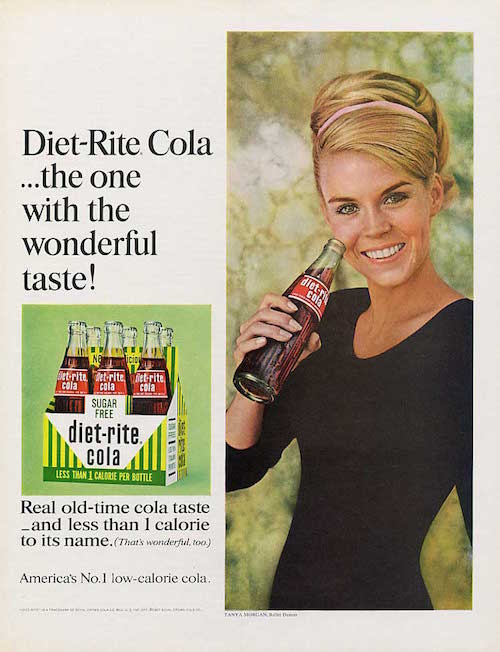 Diet-Rite Cola
...the one
with the
wonderful
taste!
diet-rite
cola
diet-rite
cola
diet-rite
cola
SUGAR
FREE
diet-rite
cola
LESS THAN 1 CALORIE PER BOTTLE
diet-rite
cola
Real old-time cola taste
—and less than 1 calorie
to its name. (That's wonderful, too.)
America's No.1 low-calorie cola.
TANYA MORGAN, Ballet Dancer